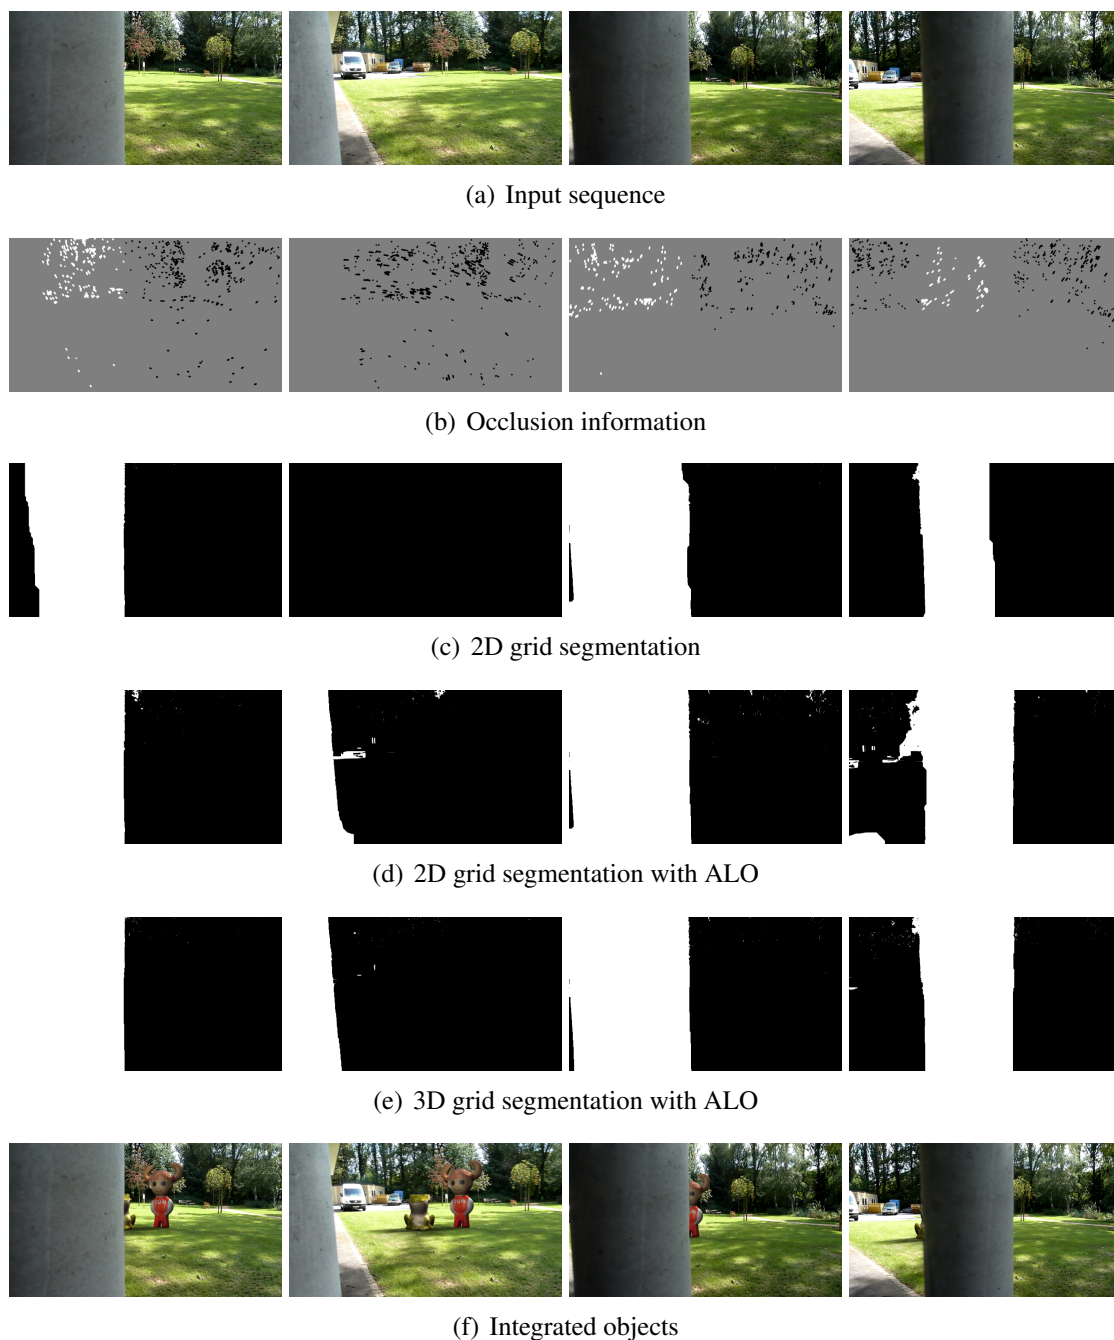 (a) Input sequence
(b) Occlusion information
(c) 2D grid segmentation
(d) 2D grid segmentation with ALO
(e) 3D grid segmentation with ALO
(f) Integrated objects